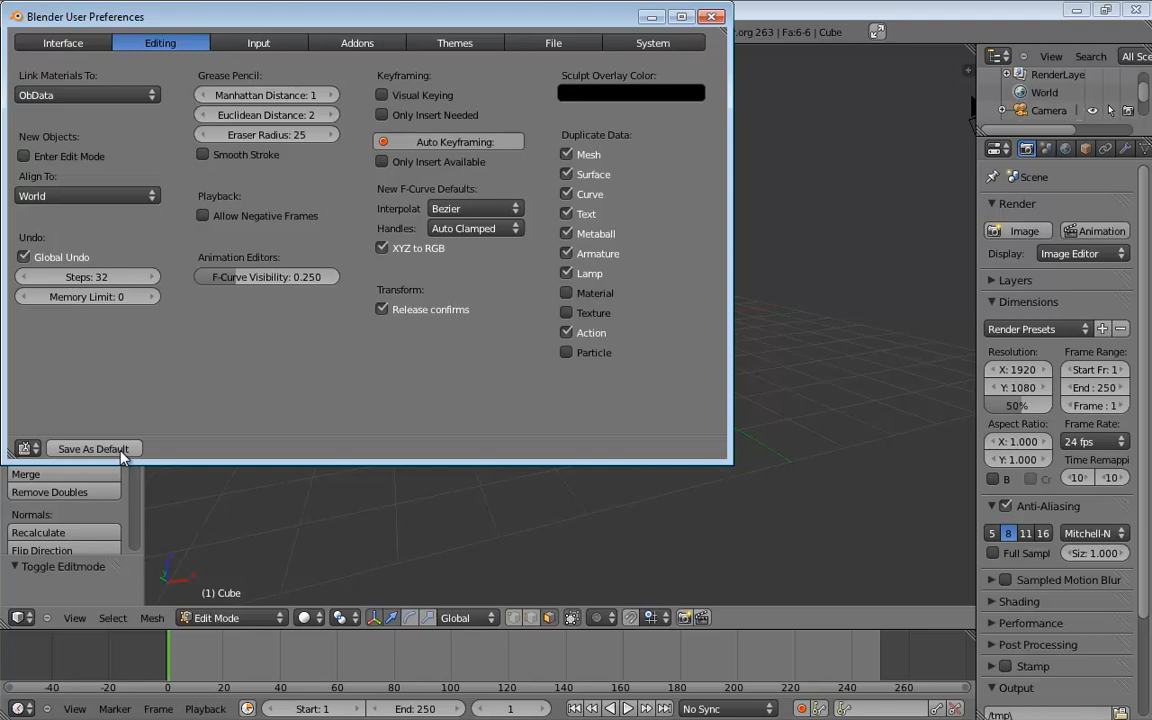 Blender User Preferences
.org 263 | Fa:6-6 | Cube
Interface
Editing
Input
Addons
Themes
File
System
View
Search
All Sce
RenderLaye
World
Camera
Link Materials To:
ObData
New Objects:
Enter Edit Mode
Align To:
World
Undo:
Global Undo
Steps: 32
Memory Limit: 0
Grease Pencil:
Manhattan Distance: 1
Euclidean Distance: 2
Eraser Radius: 25
Smooth Stroke
Playback:
Allow Negative Frames
Animation Editors:
F-Curve Visibility: 0.250
Keyframing:
Visual Keying
Only Insert Needed
Auto Keyframing:
Only Insert Available
New F-Curve Defaults:
Interpolat
Bezier
Handles:
Auto Clamped
XYZ to RGB
Transform:
Release confirms
Sculpt Overlay Color:
Duplicate Data:
Mesh
Surface
Curve
Text
Metaball
Armature
Lamp
Material
Texture
Action
Particle
Save As Default
Scene
Render
Image
Animation
Display:
Image Editor
Layers
Dimensions
Render Presets
Resolution:
Frame Range:
X: 1920
Start Fr: 1
Y: 1080
End : 250
50%
Frame : 1
Aspect Ratio:
Frame Rate:
X: 1.000
24 fps
Y: 1.000
Time Remappi
B
Cr
10
10
Anti-Aliasing
5
8
11
16
Mitchell-N
Full Sampl
Siz: 1.000
Sampled Motion Blur
Shading
Performance
Post Processing
Stamp
Output
/tmp\
Merge
Remove Doubles
Normals:
Recalculate
Flip Direction
Toggle Editmode
(1) Cube
View
Select
Mesh
Edit Mode
Global
-40
-20
0
20
40
60
80
100
120
140
160
180
200
220
240
260
View
Marker
Frame
Playback
Start: 1
End: 250
1
No Sync